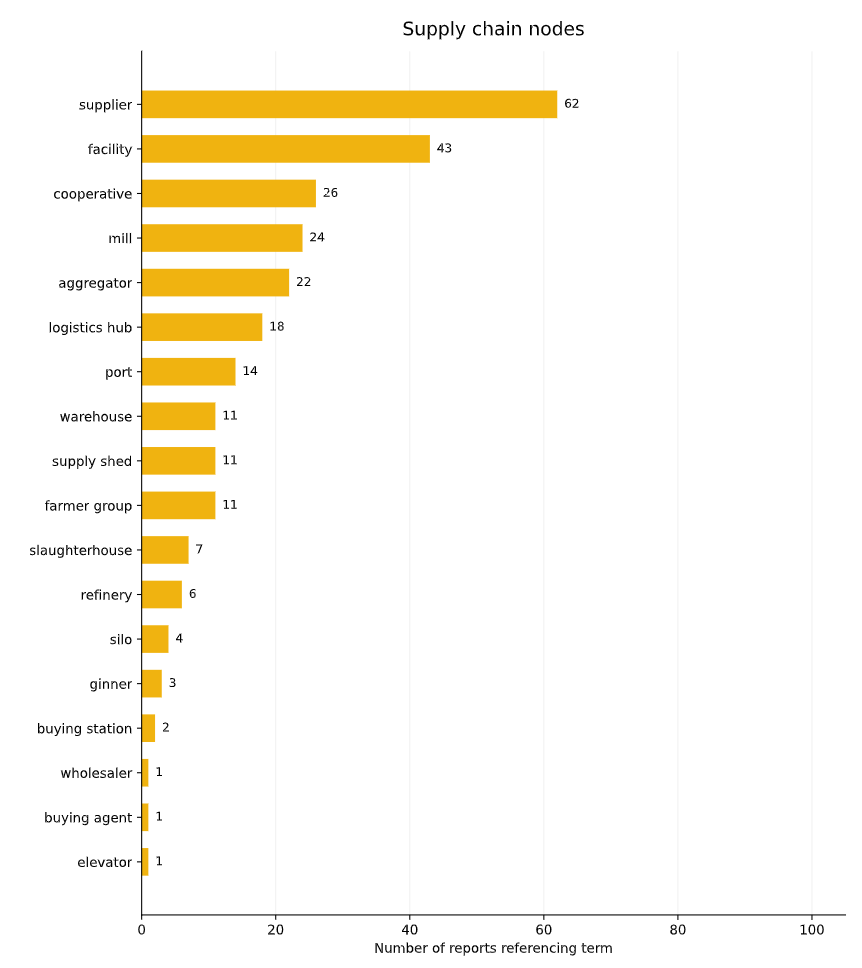 Supply chain nodes
supplier 62
facility 43
cooperative 26
mill 24
aggregator 22
logistics hub 18
port 14
warehouse 11
supply shed 11
farmer group 11
slaughterhouse 7
refinery 6
silo 4
ginner 3
buying station 2
wholesaler 1
buying agent 1
elevator 1
0 20 40 60 80 100
Number of reports referencing term